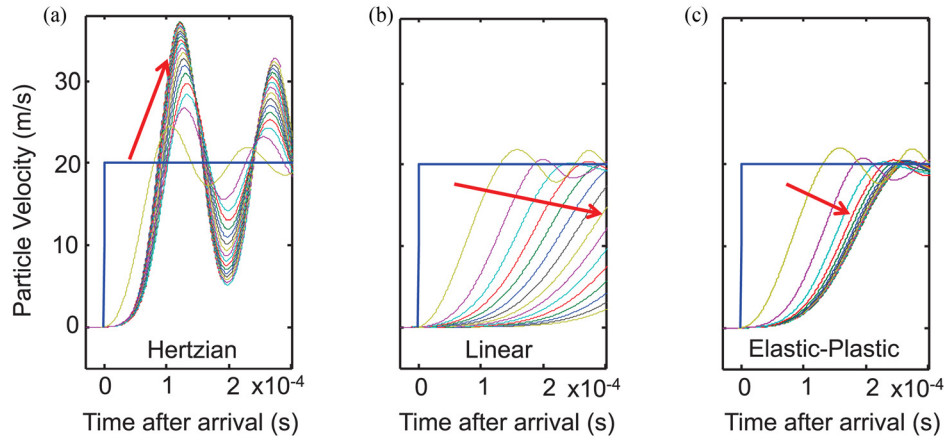 (a)
(b)
(c)
Particle Velocity (m/s)
30
20
10
0
Hertzian
Linear
Elastic-Plastic
0 1 2 x10-4
0 1 2 x10-4
0 1 2 x10-4
Time after arrival (s)
Time after arrival (s)
Time after arrival (s)